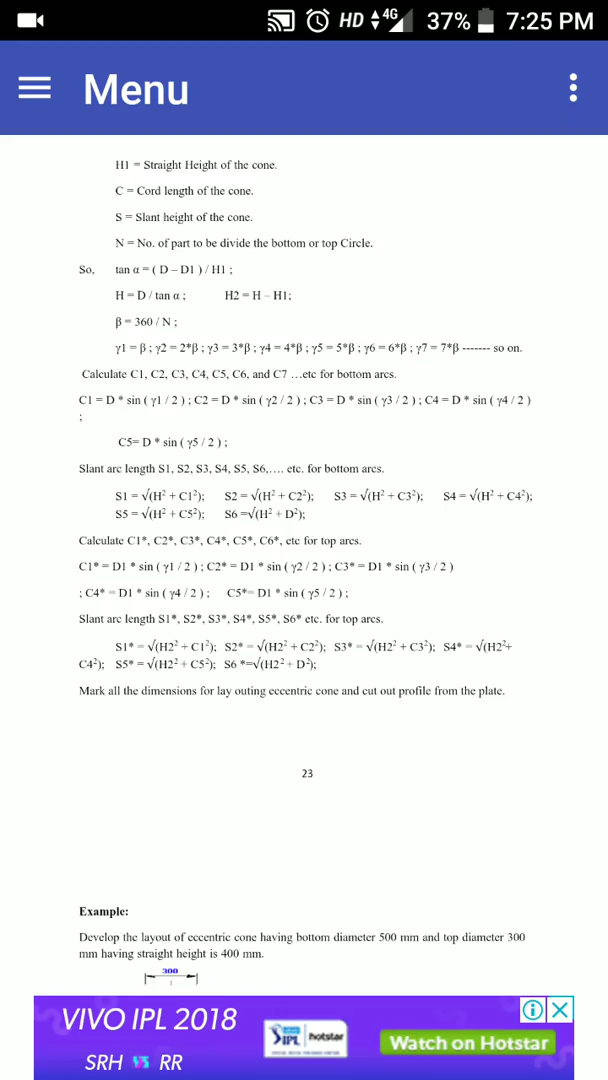 HD 4G 37% 7:25 PM
Menu
H1 = Straight Height of the cone.
C = Cord length of the cone.
S = Slant height of the cone.
N = No. of part to be divide the bottom or top Circle.
So, tan α = ( D – D1 ) / H1 ;
H = D / tan α ; H2 = H – H1;
β = 360 / N ;
γ1 = β ; γ2 = 2*β ; γ3 = 3*β ; γ4 = 4*β ; γ5 = 5*β ; γ6 = 6*β ; γ7 = 7*β ------- so on.
Calculate C1, C2, C3, C4, C5, C6, and C7 …etc for bottom arcs.
C1 = D * sin ( γ1 / 2 ) ; C2 = D * sin ( γ2 / 2 ) ; C3 = D * sin ( γ3 / 2 ) ; C4 = D * sin ( γ4 / 2 )
;
C5= D * sin ( γ5 / 2 ) ;
Slant arc length S1, S2, S3, S4, S5, S6,…. etc. for bottom arcs.
S1 = √(H² + C1²); S2 = √(H² + C2²); S3 = √(H² + C3²); S4 = √(H² + C4²);
S5 = √(H² + C5²); S6 =√(H² + D²);
Calculate C1*, C2*, C3*, C4*, C5*, C6*, etc for top arcs.
C1* = D1 * sin ( γ1 / 2 ) ; C2* = D1 * sin ( γ2 / 2 ) ; C3* = D1 * sin ( γ3 / 2 )
; C4* = D1 * sin ( γ4 / 2 ) ; C5*= D1 * sin ( γ5 / 2 ) ;
Slant arc length S1*, S2*, S3*, S4*, S5*, S6* etc. for top arcs.
S1* = √(H2² + C1²); S2* = √(H2² + C2²); S3* = √(H2² + C3²); S4* = √(H2²+
C4²); S5* = √(H2² + C5²); S6 *=√(H2² + D²);
Mark all the dimensions for lay outing eccentric cone and cut out profile from the plate.
23
Example:
Develop the layout of eccentric cone having bottom diameter 500 mm and top diameter 300
mm having straight height is 400 mm.
300
VIVO IPL 2018
SRH VS RR
IPL hotstar
Watch on Hotstar